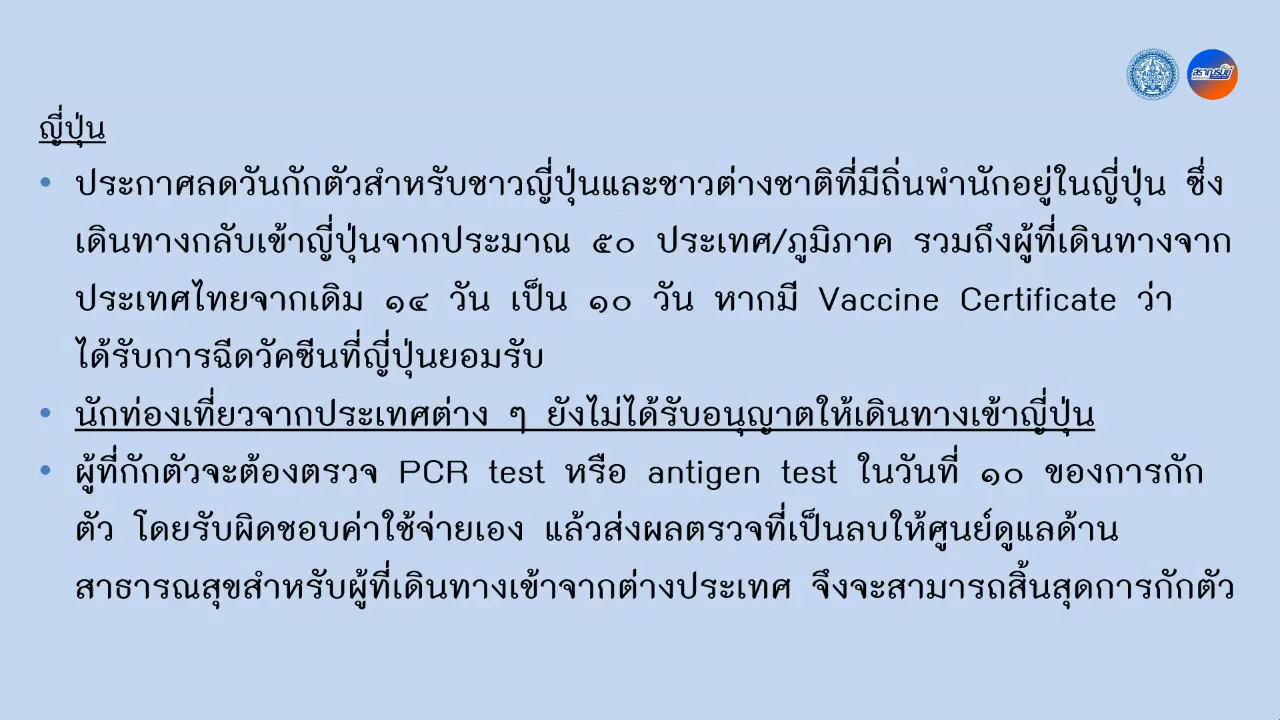 สราญรมย์
ญี่ปุ่น
• ประกาศลดวันกักตัวสำหรับชาวญี่ปุ่นและชาวต่างชาติที่มีถิ่นพำนักอยู่ในญี่ปุ่น ซึ่ง
เดินทางกลับเข้าญี่ปุ่นจากประมาณ ๕๐ ประเทศ/ภูมิภาค รวมถึงผู้ที่เดินทางจาก
ประเทศไทยจากเดิม ๑๔ วัน เป็น ๑๐ วัน หากมี Vaccine Certificate ว่า
ได้รับการฉีดวัคซีนที่ญี่ปุ่นยอมรับ
• นักท่องเที่ยวจากประเทศต่าง ๆ ยังไม่ได้รับอนุญาตให้เดินทางเข้าญี่ปุ่น
• ผู้ที่กักตัวจะต้องตรวจ PCR test หรือ antigen test ในวันที่ ๑๐ ของการกัก
ตัว โดยรับผิดชอบค่าใช้จ่ายเอง แล้วส่งผลตรวจที่เป็นลบให้ศูนย์ดูแลด้าน
สาธารณสุขสำหรับผู้ที่เดินทางเข้าจากต่างประเทศ จึงจะสามารถสิ้นสุดการกักตัว